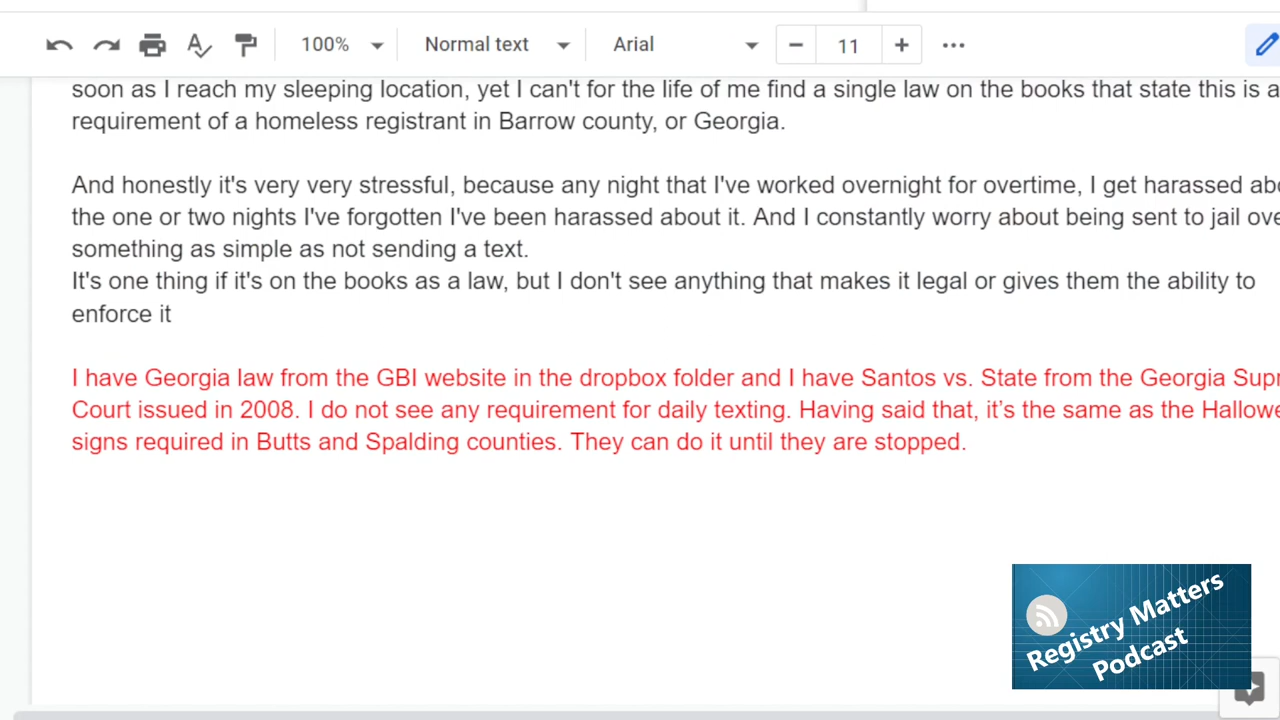 100% Normal text Arial 11
soon as I reach my sleeping location, yet I can't for the life of me find a single law on the books that state this is a
requirement of a homeless registrant in Barrow county, or Georgia.
And honestly it's very very stressful, because any night that I've worked overnight for overtime, I get harassed
the one or two nights I've forgotten I've been harassed about it. And I constantly worry about being sent to jail
something as simple as not sending a text.
It's one thing if it's on the books as a law, but I don't see anything that makes it legal or gives them the ability to
enforce it
I have Georgia law from the GBI website in the dropbox folder and I have Santos vs. State from the Georgia
Court issued in 2008. I do not see any requirement for daily texting. Having said that, it’s the same as the
signs required in Butts and Spalding counties. They can do it until they are stopped.
Registry Matters
Podcast